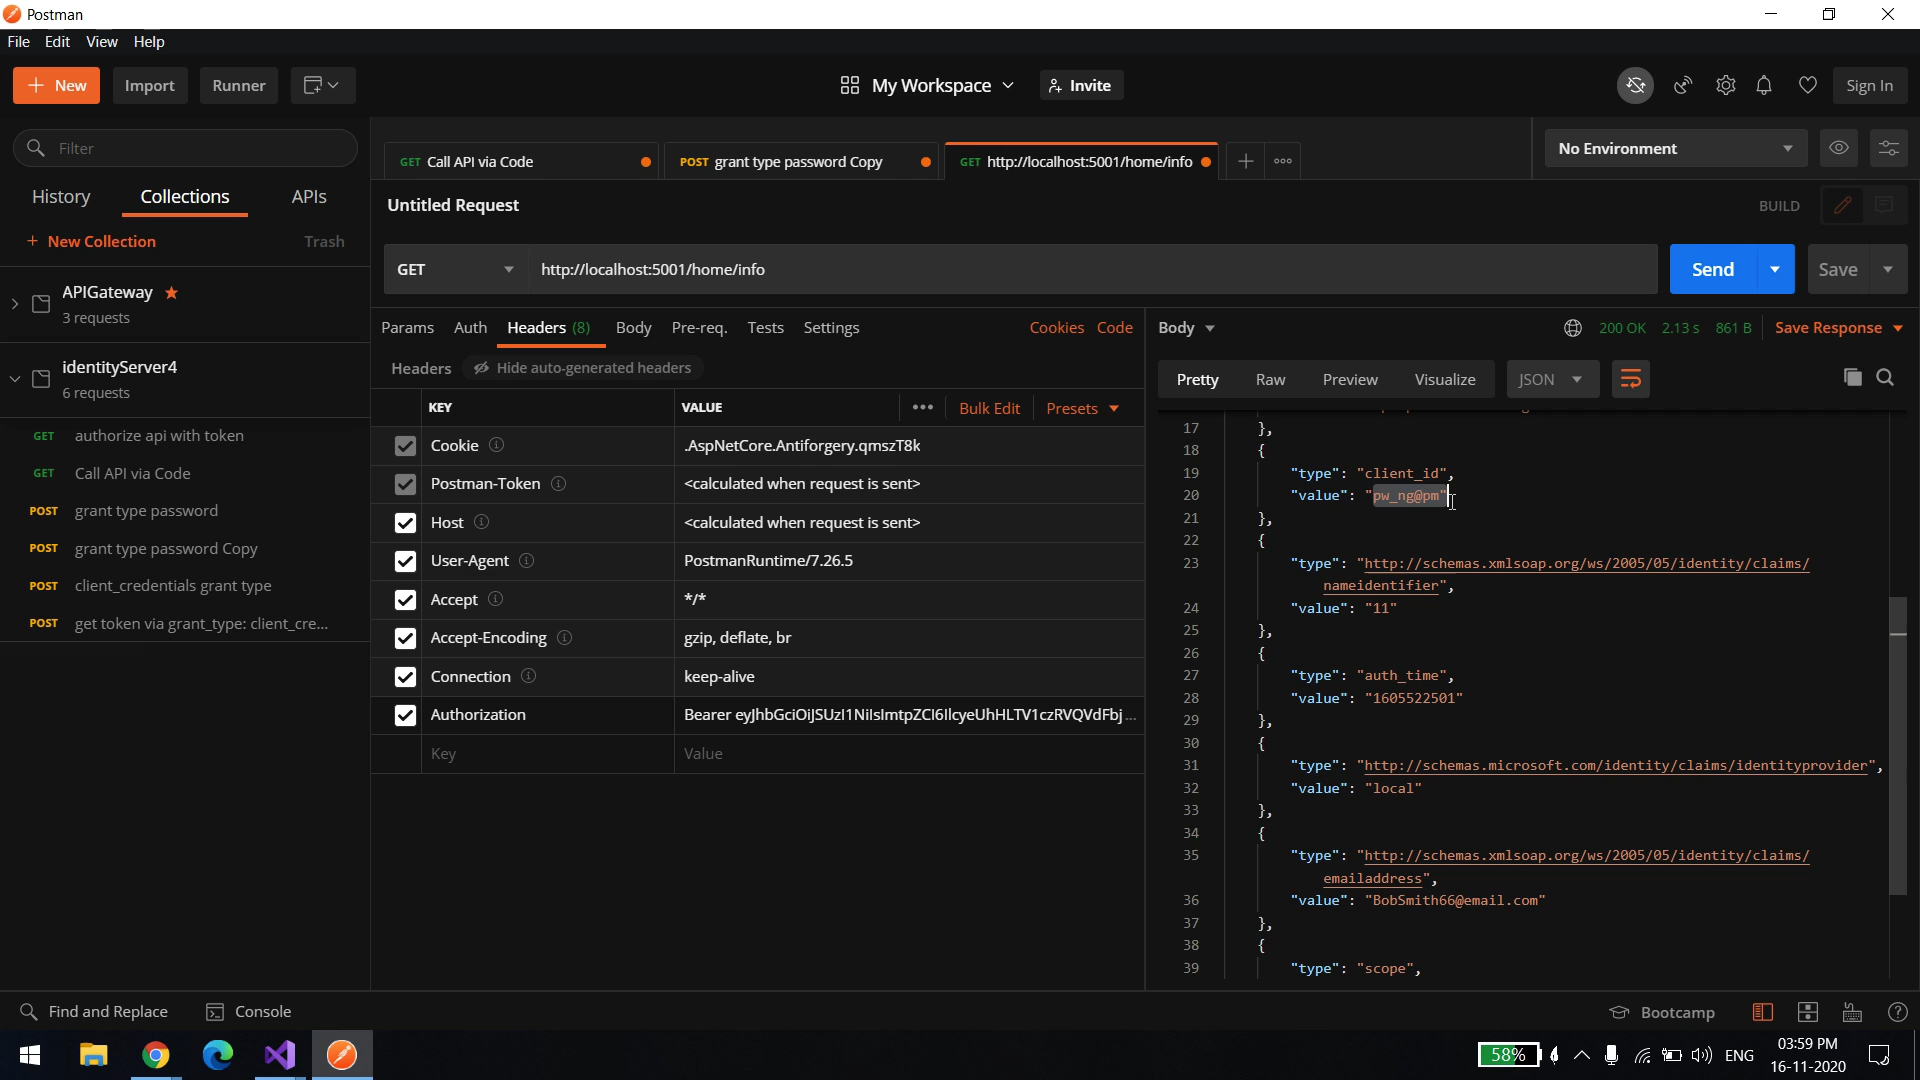 Postman
File Edit View Help
New Import Runner My Workspace Invite Sign In
Filter
GET Call API via Code POST grant type password Copy GET http://localhost:5001/home/info No Environment
History Collections APIs
Untitled Request BUILD
New Collection Trash
GET http://localhost:5001/home/info Send Save
APIGateway
3 requests
Params Auth Headers (8) Body Pre-req. Tests Settings Cookies Code Body 200 OK 2.13 s 861 B Save Response
identityServer4
6 requests
Headers Hide auto-generated headers Pretty Raw Preview Visualize JSON
KEY VALUE Bulk Edit Presets
GET authorize api with token
GET Call API via Code
POST grant type password
POST grant type password Copy
POST client_credentials grant type
POST get token via grant_type: client_cre...
Cookie .AspNetCore.Antiforgery.qmszT8k
Postman-Token <calculated when request is sent>
Host <calculated when request is sent>
User-Agent PostmanRuntime/7.26.5
Accept */*
Accept-Encoding gzip, deflate, br
Connection keep-alive
Authorization Bearer eyJhbGciOiJSUzI1NiIsImtpZCI6IlcyeUhHLTV1czRVQVdFbj...
Key Value
17 },
18 {
19 "type": "client_id",
20 "value": "pw_ng@pm"
21 },
22 {
23 "type": "http://schemas.xmlsoap.org/ws/2005/05/identity/claims/
nameidentifier",
24 "value": "11"
25 },
26 {
27 "type": "auth_time",
28 "value": "1605522501"
29 },
30 {
31 "type": "http://schemas.microsoft.com/identity/claims/identityprovider",
32 "value": "local"
33 },
34 {
35 "type": "http://schemas.xmlsoap.org/ws/2005/05/identity/claims/
emailaddress",
36 "value": "BobSmith66@email.com"
37 },
38 {
39 "type": "scope",
Find and Replace Console Bootcamp
58% ENG 03:59 PM
16-11-2020